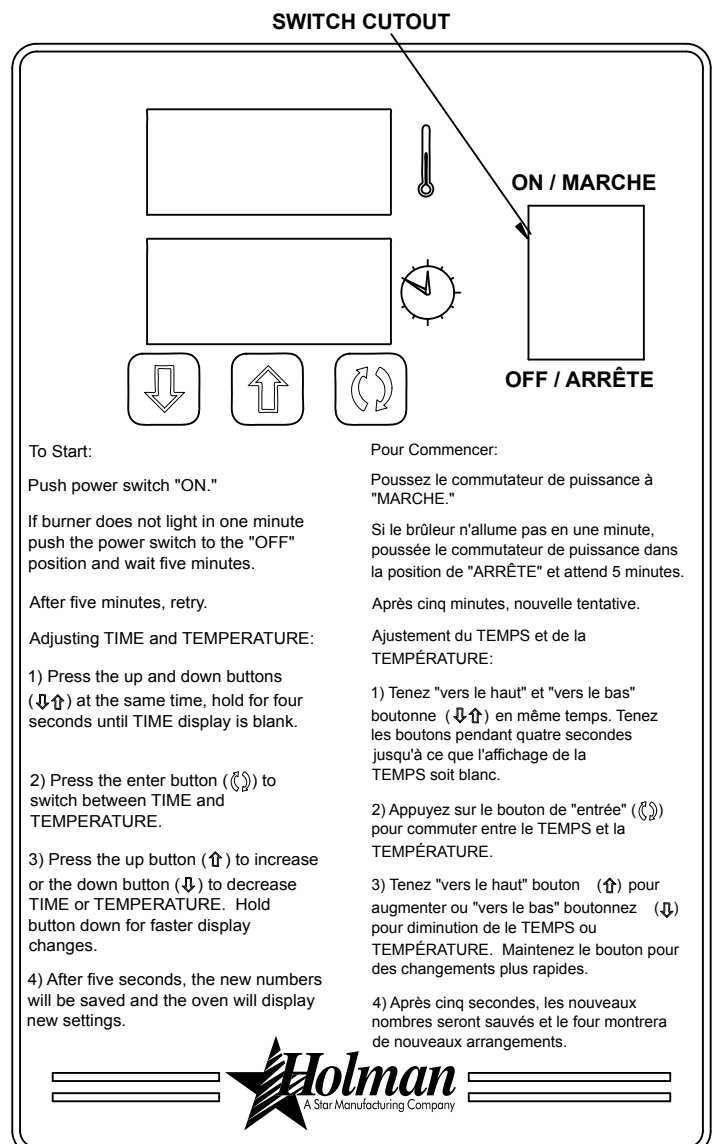 SWITCH CUTOUT
ON / MARCHE
OFF / ARRÊTE
To Start:
Push power switch "ON."
If burner does not light in one minute
push the power switch to the "OFF"
position and wait five minutes.
After five minutes, retry.
Adjusting TIME and TEMPERATURE:
1) Press the up and down buttons
(⇩⇧) at the same time, hold for four
seconds until TIME display is blank.
2) Press the enter button () to
switch between TIME and
TEMPERATURE.
3) Press the up button (⇧) to increase
or the down button (⇩) to decrease
TIME or TEMPERATURE. Hold
button down for faster display
changes.
4) After five seconds, the new numbers
will be saved and the oven will display
new settings.
Pour Commencer:
Poussez le commutateur de puissance à
"MARCHE."
Si le brûleur n'allume pas en une minute,
poussée le commutateur de puissance dans
la position de "ARRÊTE" et attend 5 minutes.
Après cinq minutes, nouvelle tentative.
Ajustement du TEMPS et de la
TEMPÉRATURE:
1) Tenez "vers le haut" et "vers le bas"
boutonne (⇩⇧) en même temps. Tenez
les boutons pendant quatre secondes
jusqu'à ce que l'affichage de la
TEMPS soit blanc.
2) Appuyez sur le bouton de "entrée" ()
pour commuter entre le TEMPS et la
TEMPÉRATURE.
3) Tenez "vers le haut" bouton (⇧) pour
augmenter ou "vers le bas" boutonnez (⇩)
pour diminution de le TEMPS ou
TEMPÉRATURE. Maintenez le bouton pour
des changements plus rapides.
4) Après cinq secondes, les nouveaux
nombres seront sauvés et le four montrera
de nouveaux arrangements.
Holman
A Star Manufacturing Company